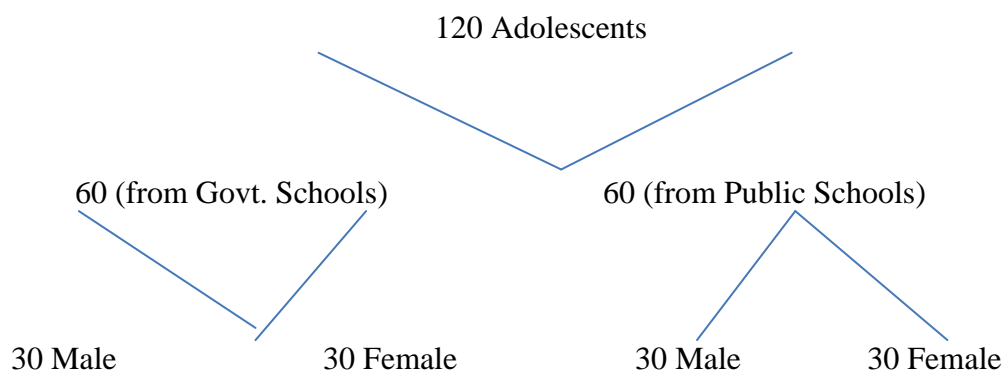 120 Adolescents
60 (from Govt. Schools) 60 (from Public Schools)
30 Male 30 Female 30 Male 30 Female